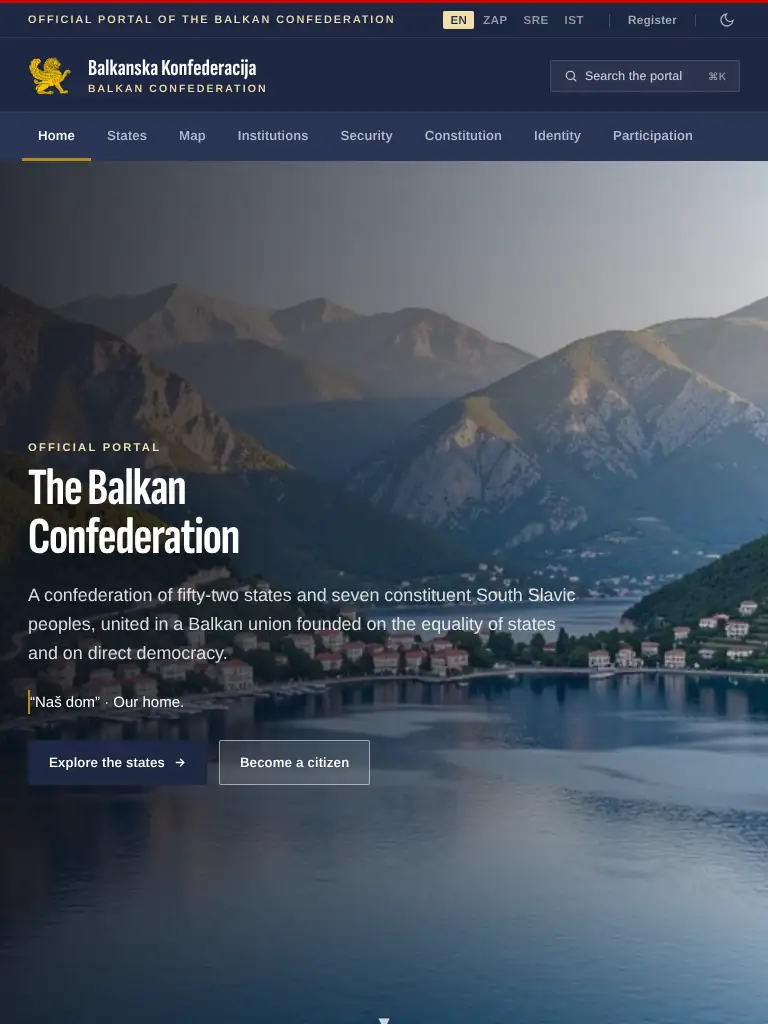 OFFICIAL PORTAL OF THE BALKAN CONFEDERATION
EN ZAP SRE IST Register
Balkanska Konfederacija
BALKAN CONFEDERATION
Search the portal ⌘K
Home States Map Institutions Security Constitution Identity Participation
OFFICIAL PORTAL
The Balkan
Confederation
A confederation of fifty-two states and seven constituent South Slavic
peoples, united in a Balkan union founded on the equality of states
and on direct democracy.
“Naš dom” · Our home.
Explore the states →
Become a citizen